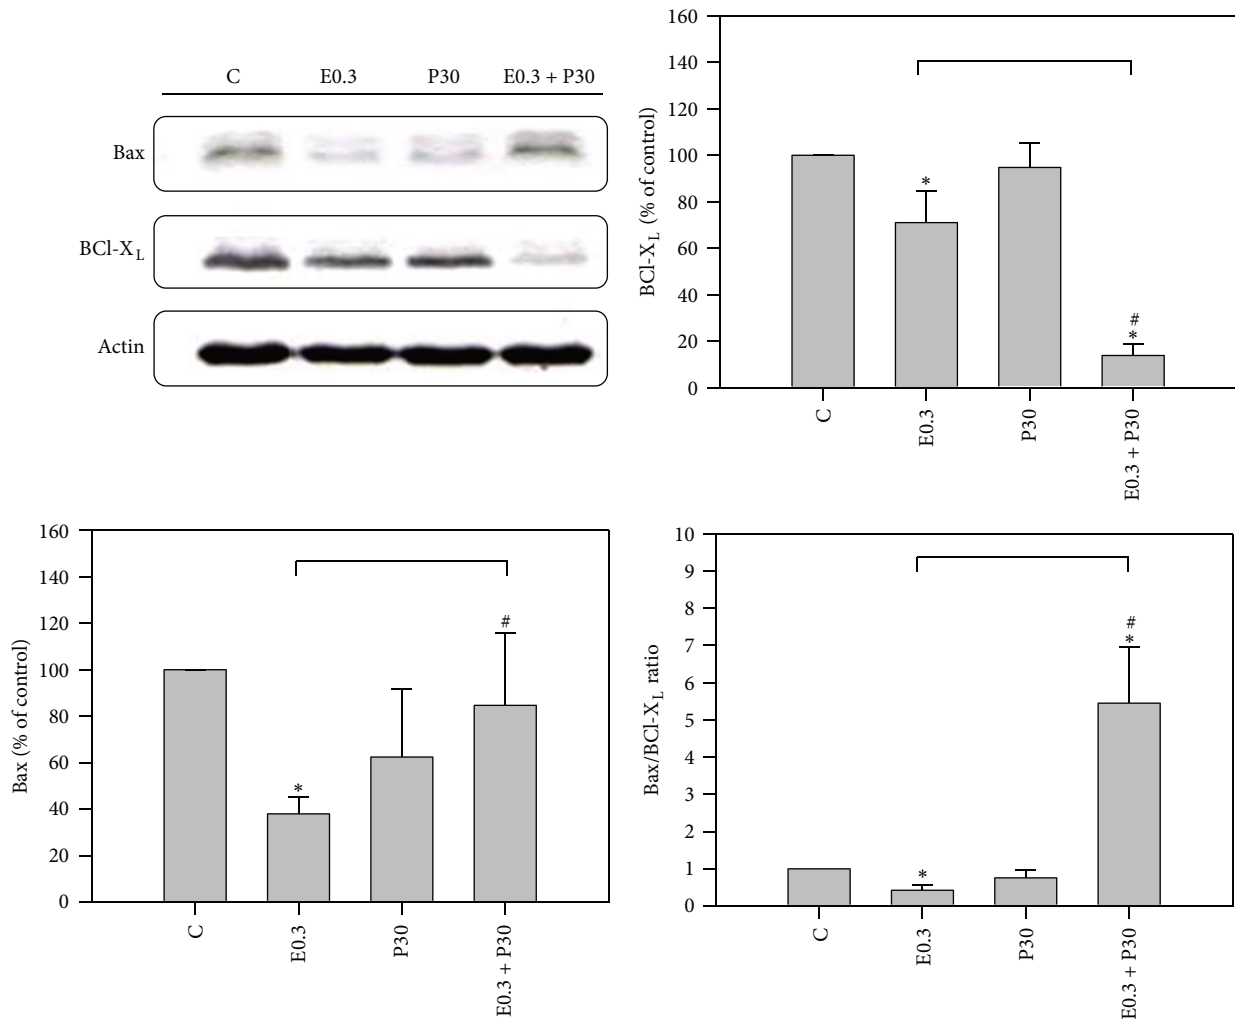 C E0.3 P30 E0.3 + P30
Bax
BCl-X_L
Actin
160
140
120
100
80
60
40
20
0
BCl-X_L (% of control)
*
#
*
C
E0.3
P30
E0.3 + P30
160
140
120
100
80
60
40
20
0
Bax (% of control)
*
#
C
E0.3
P30
E0.3 + P30
10
9
8
7
6
5
4
3
2
1
0
Bax/BCl-X_L ratio
*
#
*
C
E0.3
P30
E0.3 + P30